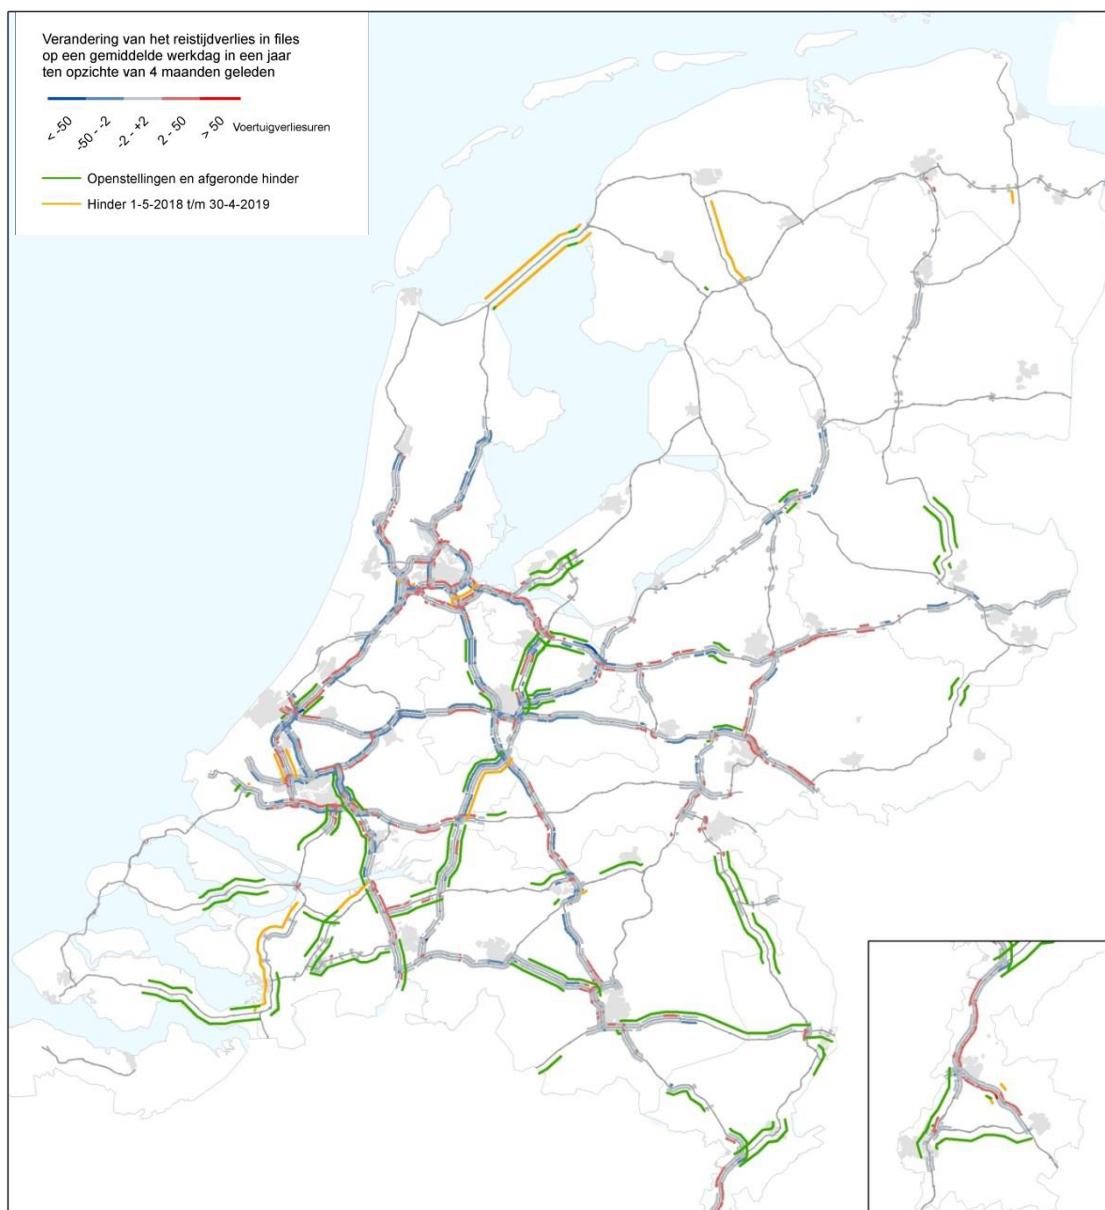 Verandering van het reistijdverlies in files
op een gemiddelde werkdag in een jaar
ten opzichte van 4 maanden geleden
< -50
-50 - -2
-2 - +2
2 - 50
> 50
Voertuigverliesuren
Openstellingen en afgeronde hinder
Hinder 1-5-2018 t/m 30-4-2019